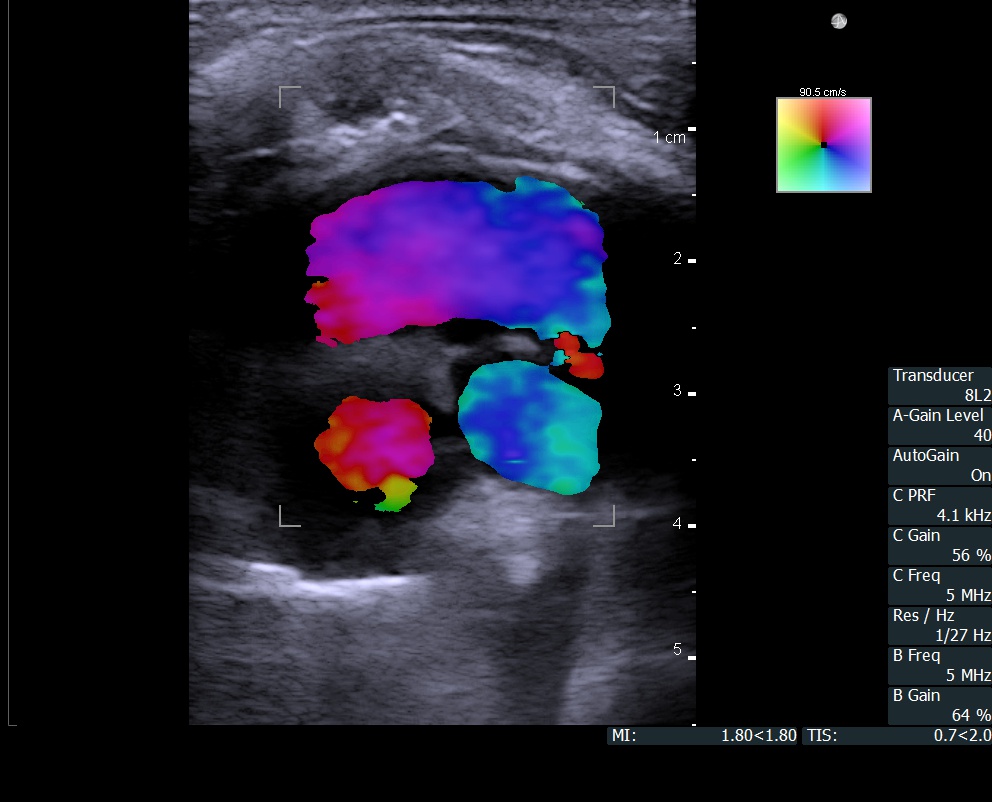 90.5 cm/s
1 cm
2
3
4
5
Transducer
8L2
A-Gain Level
40
AutoGain
On
C PRF
4.1 kHz
C Gain
56 %
C Freq
5 MHz
Res / Hz
1/27 Hz
B Freq
5 MHz
B Gain
64 %
MI: 1.80<1.80 TIS: 0.7<2.0